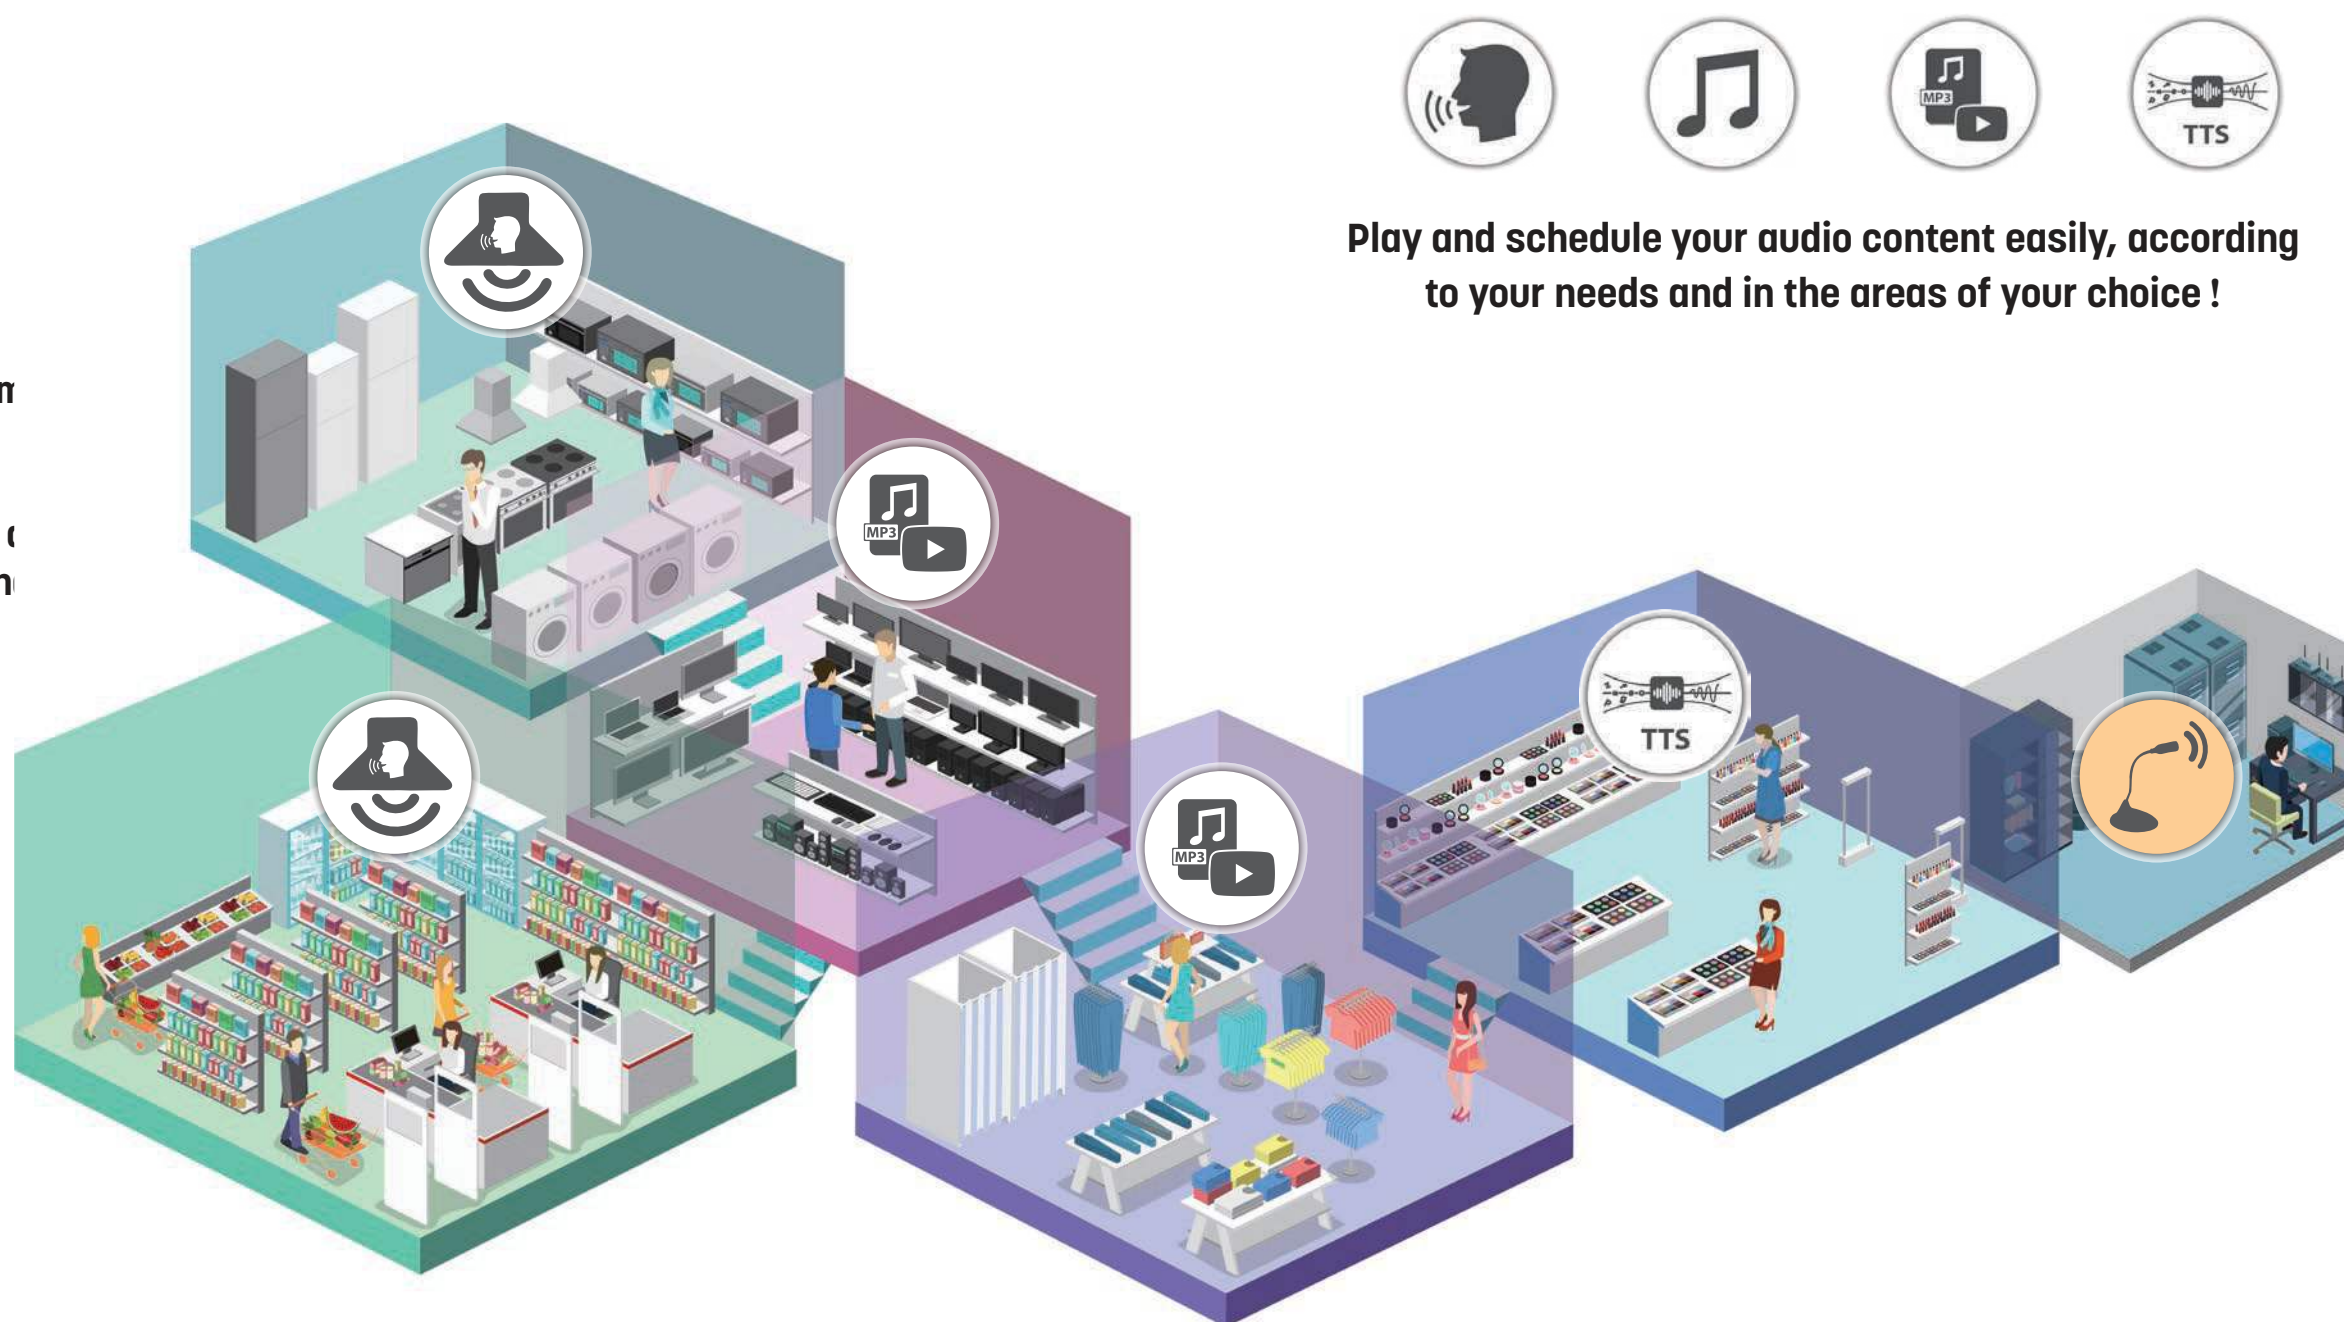 MP3
TTS
Play and schedule your audio content easily, according
to your needs and in the areas of your choice !
MP3
TTS
MP3